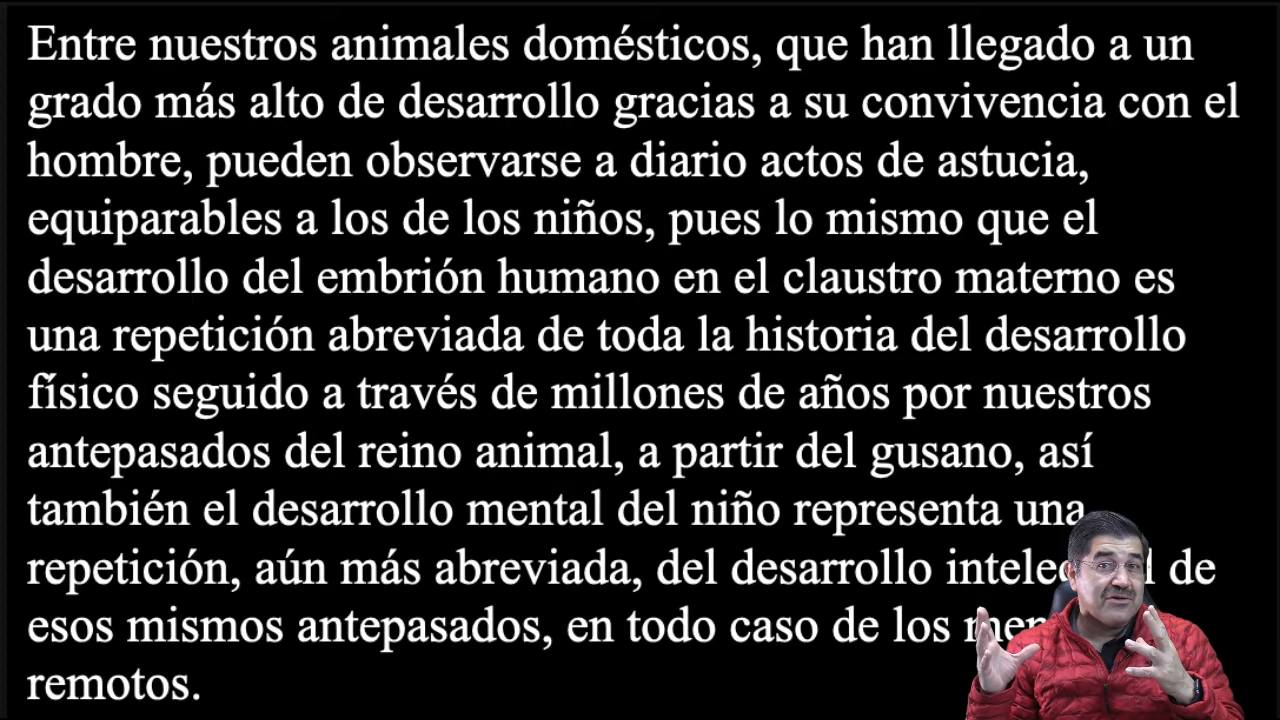 Entre nuestros animales domésticos, que han llegado a un
grado más alto de desarrollo gracias a su convivencia con el
hombre, pueden observarse a diario actos de astucia,
equiparables a los de los niños, pues lo mismo que el
desarrollo del embrión humano en el claustro materno es
una repetición abreviada de toda la historia del desarrollo
físico seguido a través de millones de años por nuestros
antepasados del reino animal, a partir del gusano, así
también el desarrollo mental del niño representa una
repetición, aún más abreviada, del desarrollo de
esos mismos antepasados, en todo caso de los
remotos.